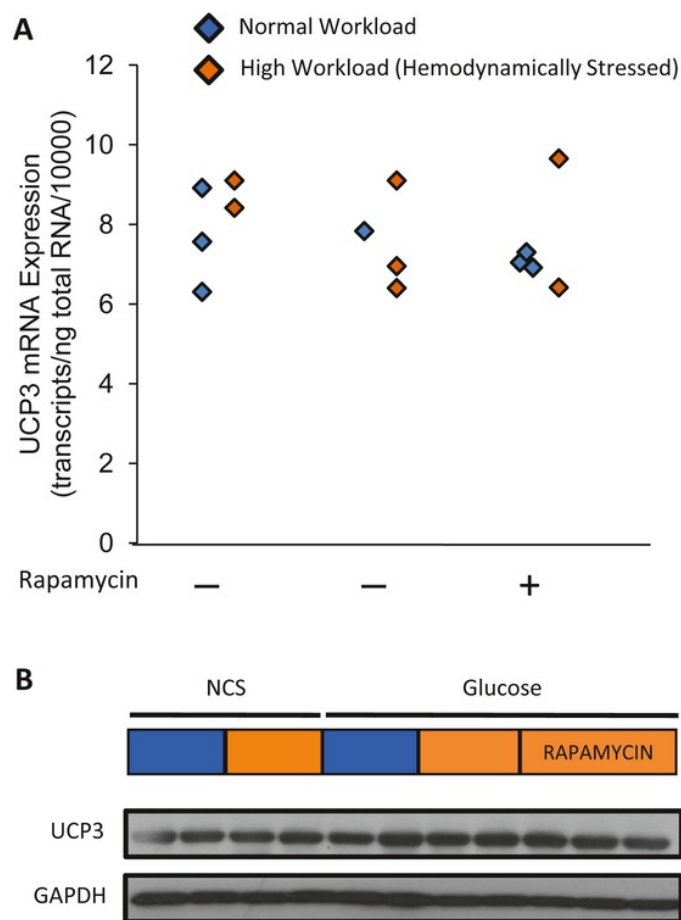 A
Normal Workload
High Workload (Hemodynamically Stressed)
UCP3 mRNA Expression
(transcripts/ng total RNA/10000)
12
10
8
6
4
2
0
Rapamycin — — +
B
NCS Glucose
RAPAMYCIN
UCP3
GAPDH